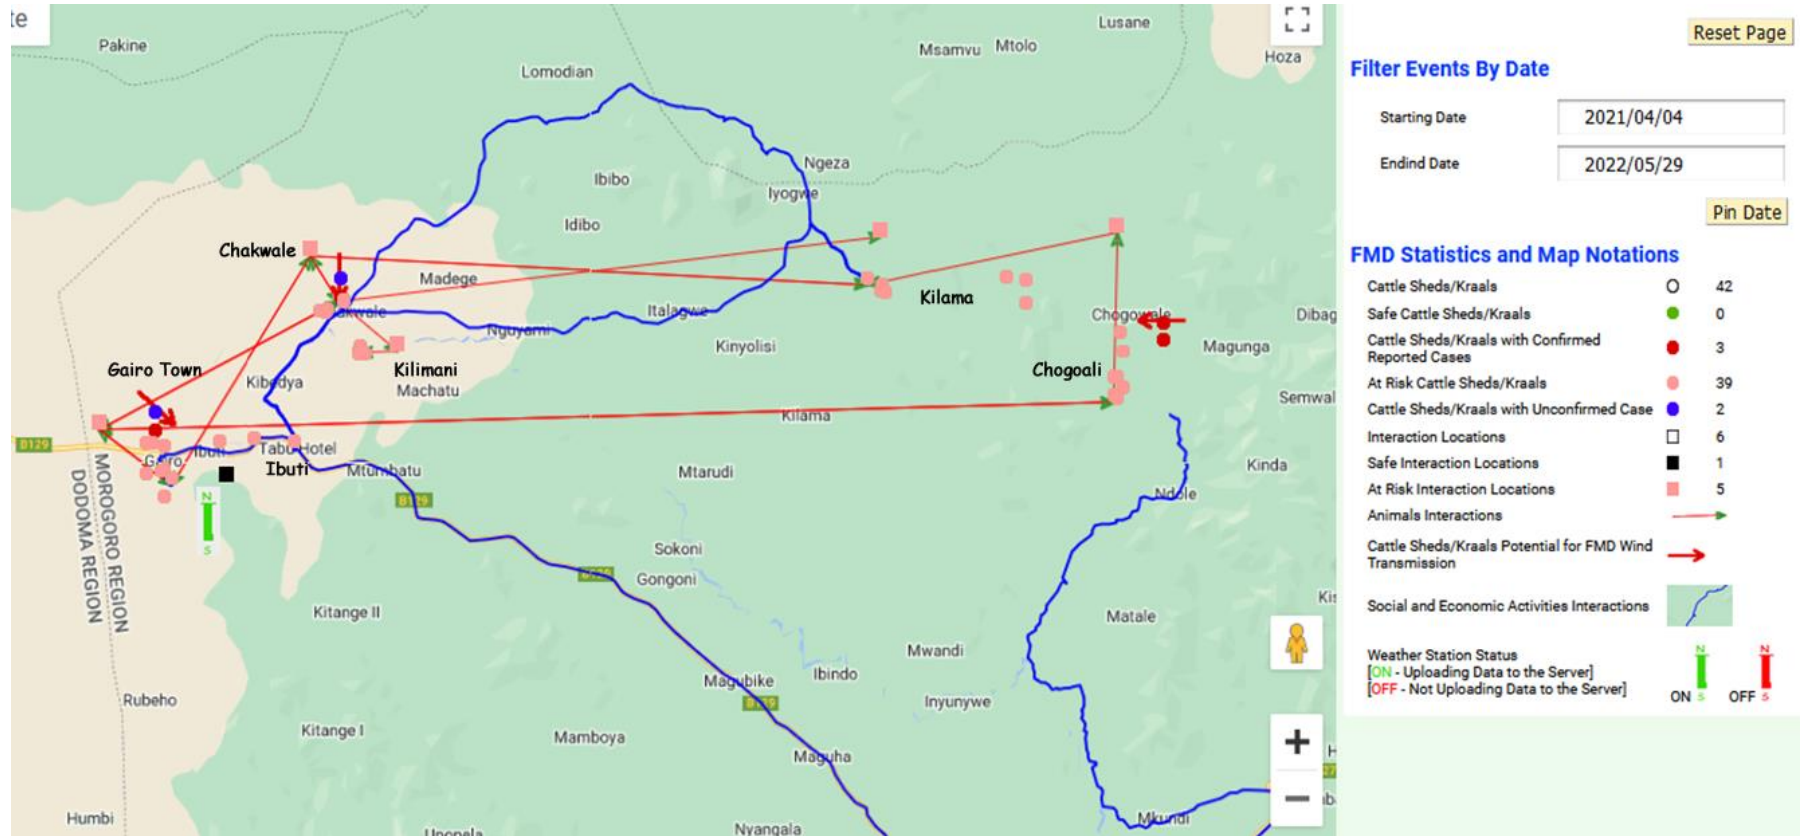 te
Pakine
Lomodian
Msamvu
Mtolo
Lusane
Hoza
Ngeza
Ibibo
Iyogwe
Idibo
Chakwale
Madege
akwale
Italagwe
Kilama
Chogowale
Dibag
Nguyami
Kinyolisi
Magunga
Gairo Town
Kilimani
Chogoali
Kibedya
Machatu
Semwal
Kilama
B129
Gairo
Ibuti
Tabu Hotel
Ibuti
Mtumbatu
Mtarudi
Kinda
B129
Ndole
MOROGORO REGION
DODOMA REGION
N
S
Sokoni
Gongoni
B129
Kitange II
Matale
Kis
Mwandi
Ibindo
Magubike
B129
Inyunywe
Rubeho
Kitange I
Mamboya
Maguha
Humbi
Nyangala
Mkundi
Reset Page
Filter Events By Date
Starting Date 2021/04/04
Endind Date 2022/05/29
Pin Date
FMD Statistics and Map Notations
Cattle Sheds/Kraals 42
Safe Cattle Sheds/Kraals 0
Cattle Sheds/Kraals with Confirmed
Reported Cases 3
At Risk Cattle Sheds/Kraals 39
Cattle Sheds/Kraals with Unconfirmed Case 2
Interaction Locations 6
Safe Interaction Locations 1
At Risk Interaction Locations 5
Animals Interactions
Cattle Sheds/Kraals Potential for FMD Wind
Transmission
Social and Economic Activities Interactions
Weather Station Status
[ON - Uploading Data to the Server]
[OFF - Not Uploading Data to the Server]
N
S
ON
N
S
OFF